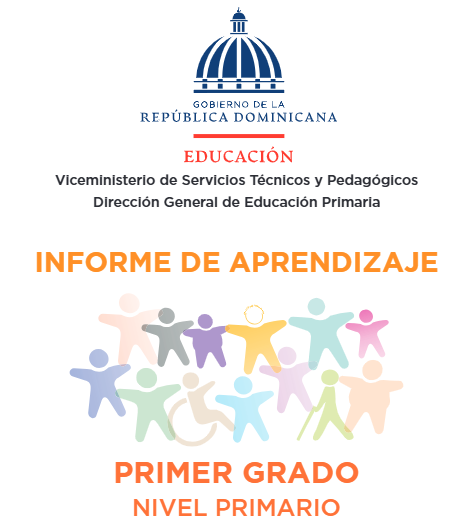 GOBIERNO DE LA
REPÚBLICA DOMINICANA
EDUCACIÓN
Viceministerio de Servicios Técnicos y Pedagógicos
Dirección General de Educación Primaria
INFORME DE APRENDIZAJE
PRIMER GRADO
NIVEL PRIMARIO